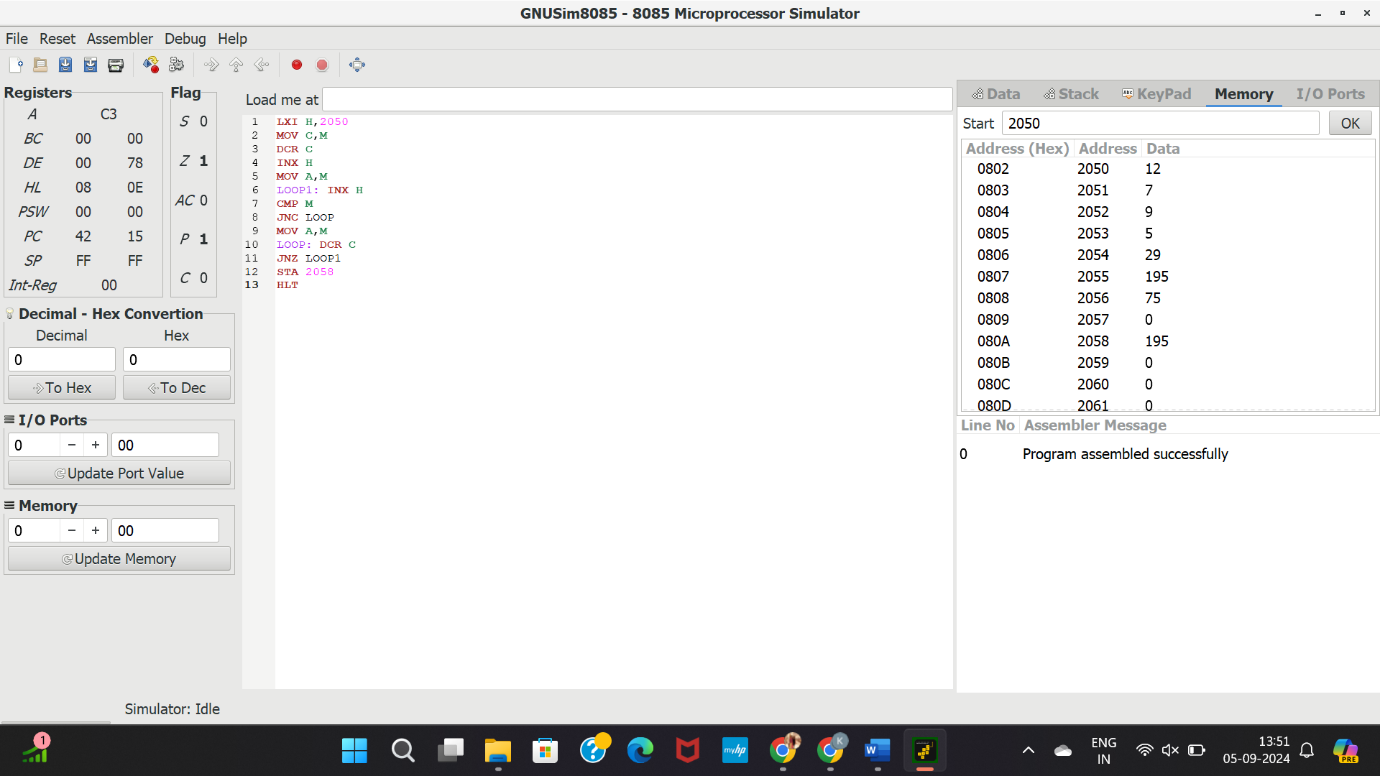 GNUSim8085 - 8085 Microprocessor Simulator
File Reset Assembler Debug Help
Registers
A C3
BC 00 00
DE 00 78
HL 08 0E
PSW 00 00
PC 42 15
SP FF FF
Int-Reg 00
Flag
S 0
Z 1
AC 0
P 1
C 0
Decimal - Hex Convertion
Decimal Hex
0 0
To Hex To Dec
I/O Ports
0 - + 00
Update Port Value
Memory
0 - + 00
Update Memory
Load me at
1 LXI H,2050
2 MOV C,M
3 DCR C
4 INX H
5 MOV A,M
6 LOOP1: INX H
7 CMP M
8 JNC LOOP
9 MOV A,M
10 LOOP: DCR C
11 JNZ LOOP1
12 STA 2058
13 HLT
Data Stack KeyPad Memory I/O Ports
Start 2050 OK
Address (Hex) Address Data
0802 2050 12
0803 2051 7
0804 2052 9
0805 2053 5
0806 2054 29
0807 2055 195
0808 2056 75
0809 2057 0
080A 2058 195
080B 2059 0
080C 2060 0
080D 2061 0
Line No Assembler Message
0 Program assembled successfully
Simulator: Idle
1
myhp
K
W
ENG
IN
13:51
05-09-2024
PRE